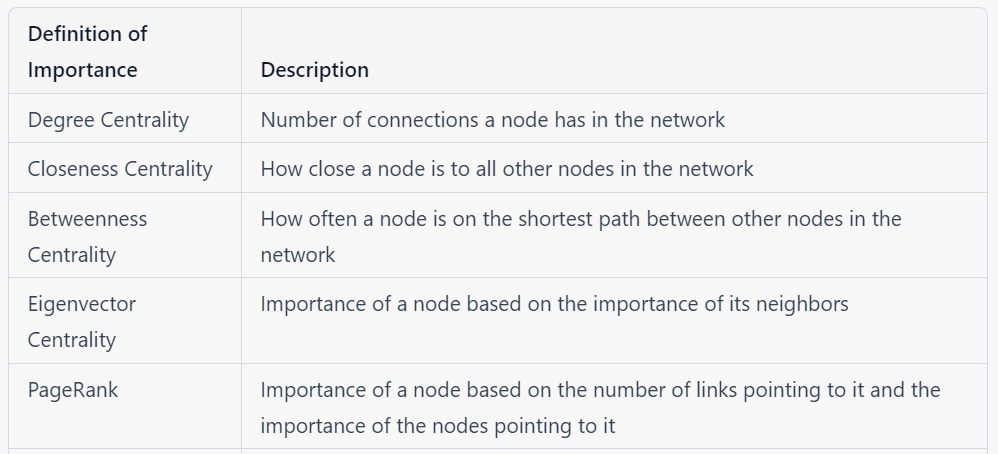 Definition of
Importance
Description
Degree Centrality
Number of connections a node has in the network
Closeness Centrality
How close a node is to all other nodes in the network
Betweenness
Centrality
How often a node is on the shortest path between other nodes in the
network
Eigenvector
Centrality
Importance of a node based on the importance of its neighbors
PageRank
Importance of a node based on the number of links pointing to it and the
importance of the nodes pointing to it